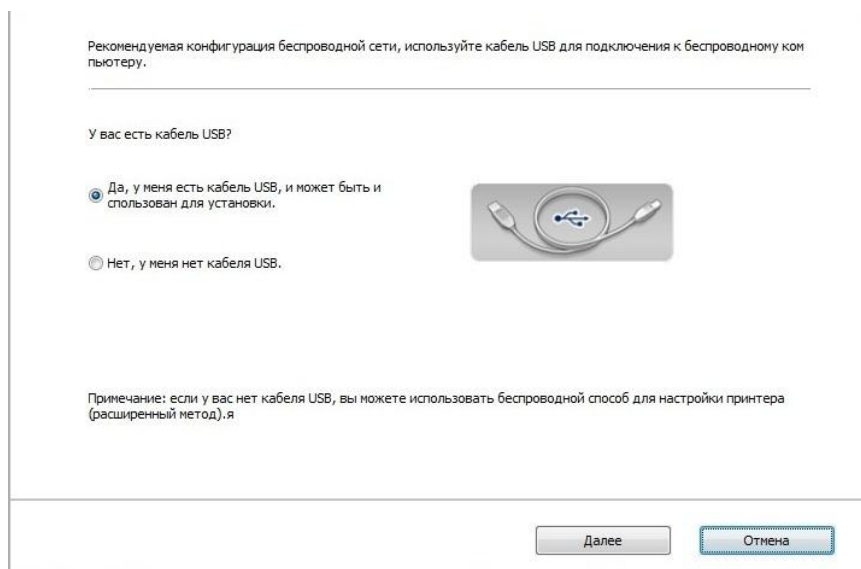 Рекомендуемая конфигурация беспроводной сети, используйте кабель USB для подключения к беспроводному ком
пьютеру.
У вас есть кабель USB?
Да, у меня есть кабель USB, и может быть и
спользован для установки.
Нет, у меня нет кабеля USB.
Примечание: если у вас нет кабеля USB, вы можете использовать беспроводной способ для настройки принтера
(расширенный метод).я
Далее
Отмена